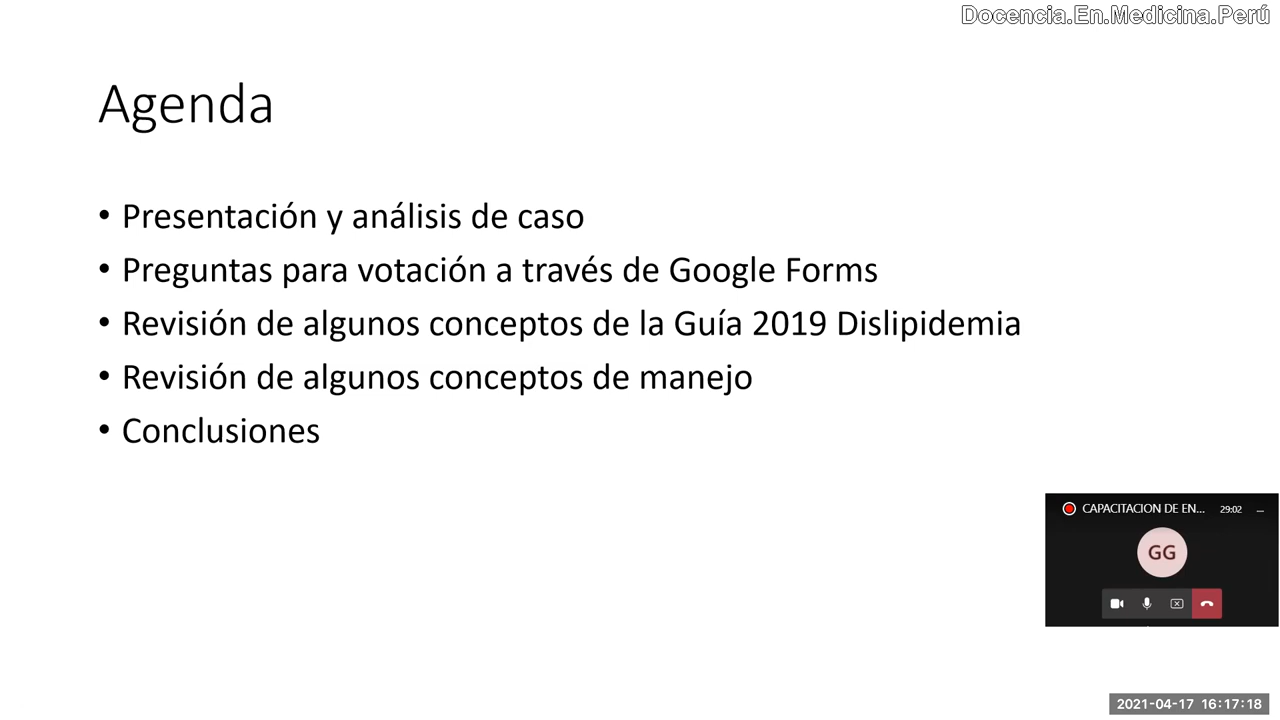 Docencia.En.Medicina.Perú
Agenda
• Presentación y análisis de caso
• Preguntas para votación a través de Google Forms
• Revisión de algunos conceptos de la Guía 2019 Dislipidemia
• Revisión de algunos conceptos de manejo
• Conclusiones
CAPACITACION DE EN... 29:02
GG
2021-04-17 16:17:18